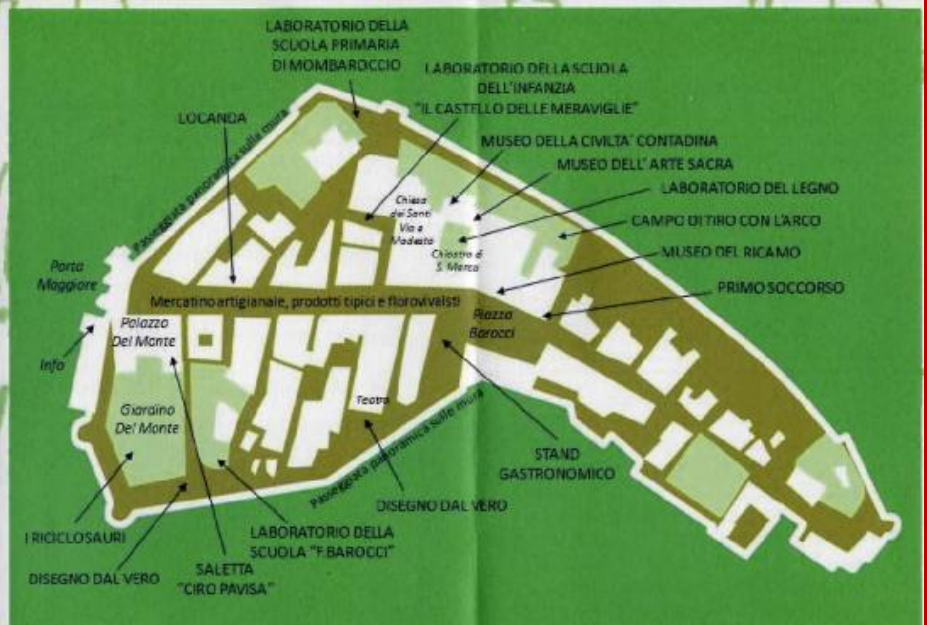 LABORATORIO DELLA
SCUOLA PRIMARIA
DI MOMBAROCCIO
LABORATORIO DELLA SCUOLA
DELL'INFANZIA
"IL CASTELLO DELLE MERAVIGLIE"
LOCANDA
MUSEO DELLA CIVILTA' CONTADINA
MUSEO DELL' ARTE SACRA
LABORATORIO DEL LEGNO
CAMPO DI TIRO CON L'ARCO
MUSEO DEL RICAMO
PRIMO SOCCORSO
Passeggiata panoramica sulle mura
Chiesa
dei Santi
Vito e
Modesto
Chiostro di
S. Marco
Porta
Maggiore
Mercatino artigianale, prodotti tipici e florovivaisti
Piazza
Barocci
Palazzo
Del Monte
Info
Giardino
Del Monte
Teatro
Passeggiata panoramica sulle mura
STAND
GASTRONOMICO
DISEGNO DAL VERO
I RICICLOSAURI
LABORATORIO DELLA
SCUOLA "F.BAROCCI"
DISEGNO DAL VERO
SALETTA
"CIRO PAVISA"